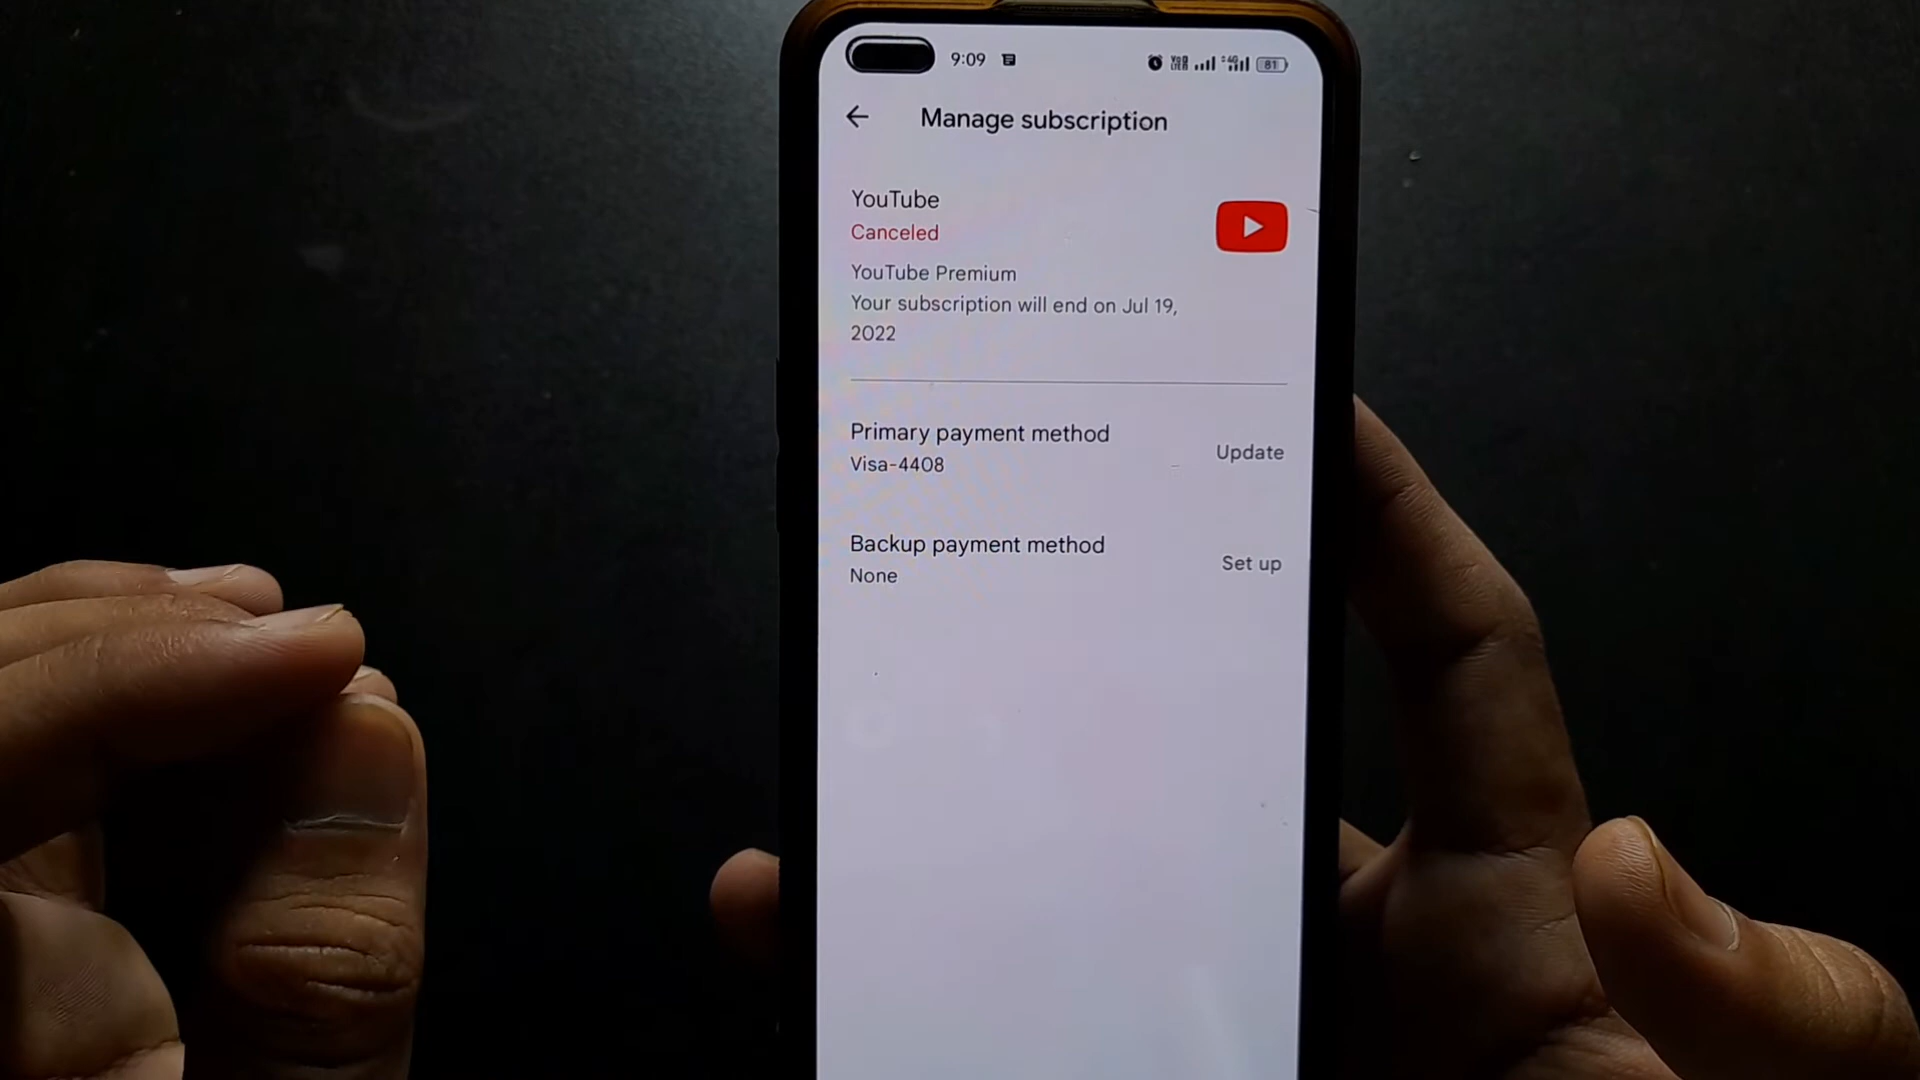 9:09
81
Manage subscription
YouTube
Canceled
YouTube Premium
Your subscription will end on Jul 19,
2022
Primary payment method
Visa-4408
Update
Backup payment method
None
Set up